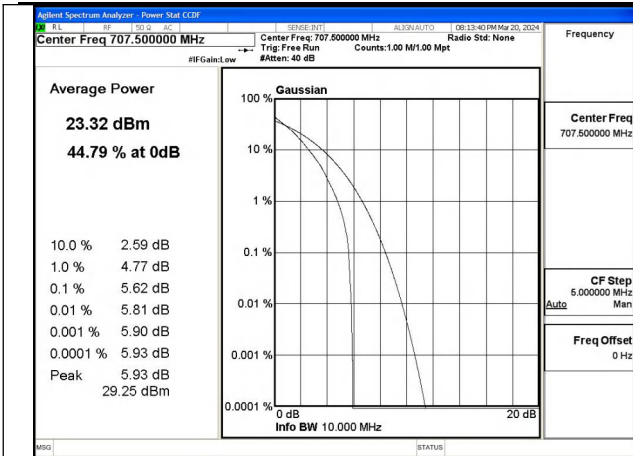 Agilent Spectrum Analyzer - Power Stat CCDF
RL RF 50 Ω AC SENSE:INT ALIGNAUTO 08:13:40 PM Mar 20, 2024
Center Freq 707.500000 MHz
Center Freq: 707.500000 MHz Radio Std: None
Trig: Free Run Counts:1.00 M/1.00 Mpt
#IFGain:Low #Atten: 40 dB
Frequency
Average Power
23.32 dBm
44.79 % at 0dB
10.0 % 2.59 dB
1.0 % 4.77 dB
0.1 % 5.62 dB
0.01 % 5.81 dB
0.001 % 5.90 dB
0.0001 % 5.93 dB
Peak 5.93 dB
29.25 dBm
Gaussian
100 %
10 %
1 %
0.1 %
0.01 %
0.001 %
0.0001 %
0 dB 20 dB
Info BW 10.000 MHz
Center Freq
707.500000 MHz
CF Step
5.000000 MHz
Auto Man
Freq Offset
0 Hz
MSG STATUS